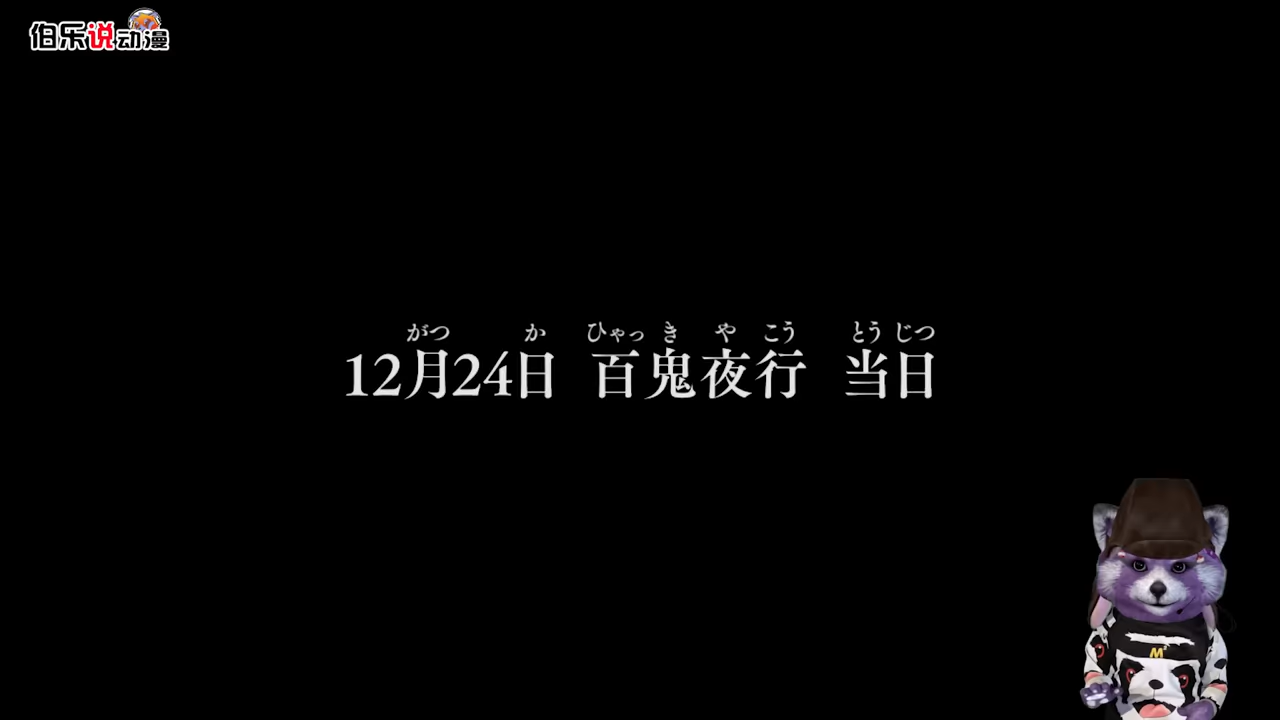 伯乐说动漫
がつ か ひゃっ き や こう とう じつ
12月24日 百鬼夜行 当日
M